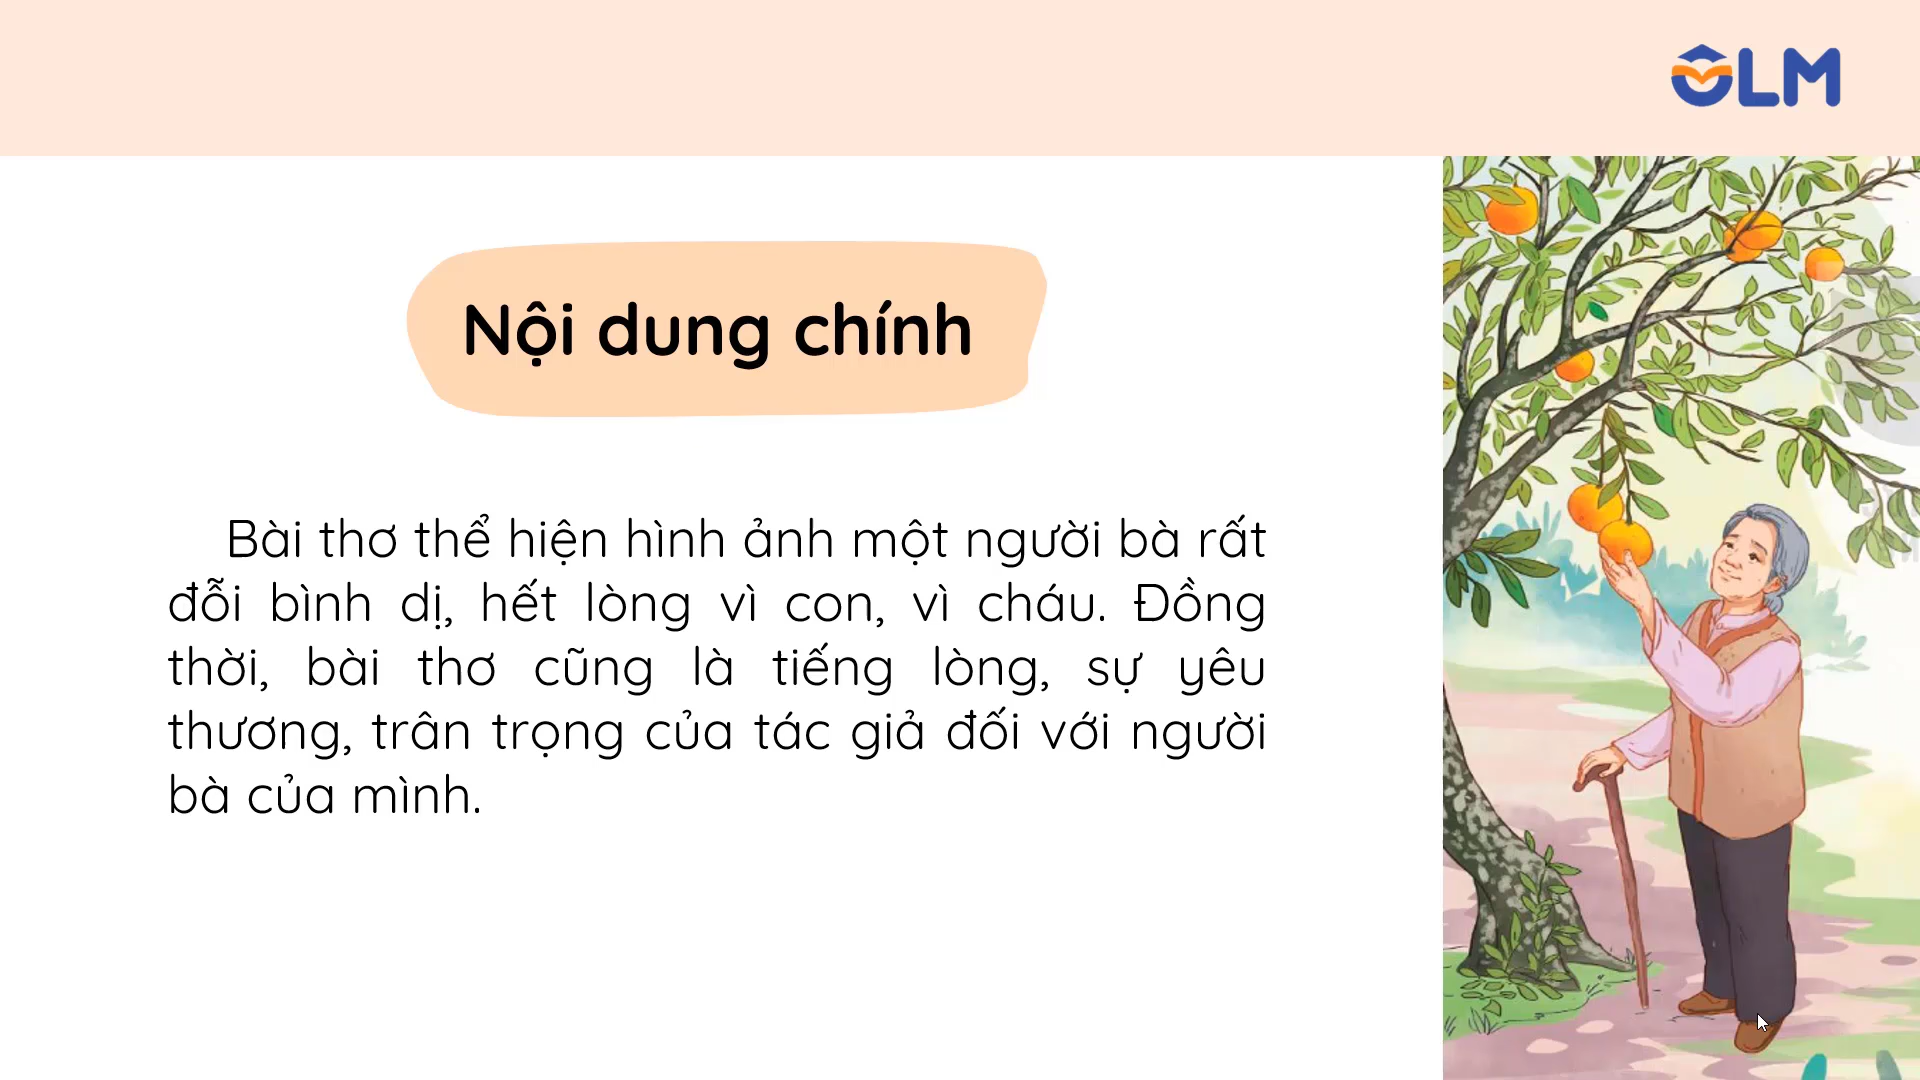 OLM
Nội dung chính
Bài thơ thể hiện hình ảnh một người bà rất
đỗi bình dị, hết lòng vì con, vì cháu. Đồng
thời, bài thơ cũng là tiếng lòng, sự yêu
thương, trân trọng của tác giả đối với người
bà của mình.